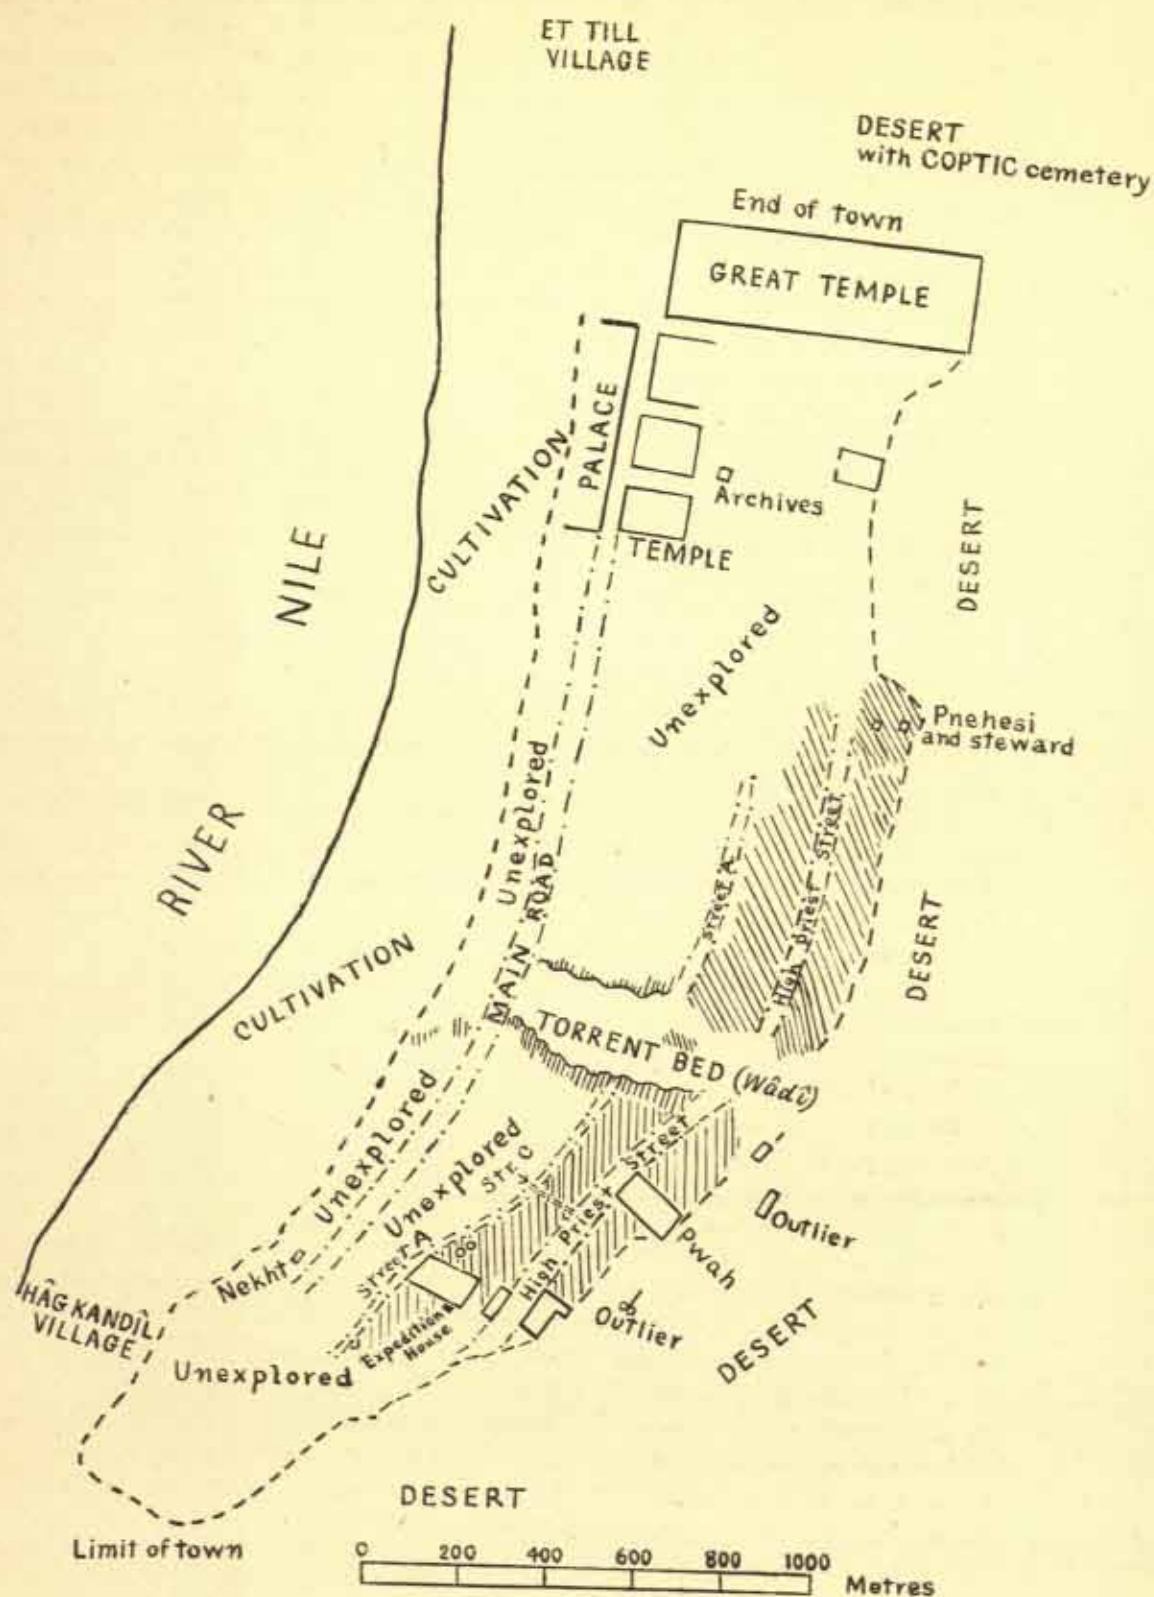 ET TILL
VILLAGE
DESERT
with COPTIC cemetery
End of town
GREAT TEMPLE
PALACE
CULTIVATION
Archives
TEMPLE
DESERT
NILE
Unexplored
Pnehesi
and steward
Unexplored
RIVER
MAIN ROAD
Street A
High Priest Street
DESERT
CULTIVATION
TORRENT BED (Wâdî)
Unexplored
Unexplored
Str. C
High Priest Street
Outlier
Pwah
Nekht
Street A
HÂG KANDÎL
VILLAGE
Expedition
House
Outlier
DESERT
Unexplored
DESERT
Limit of town
0 200 400 600 800 1000
Metres